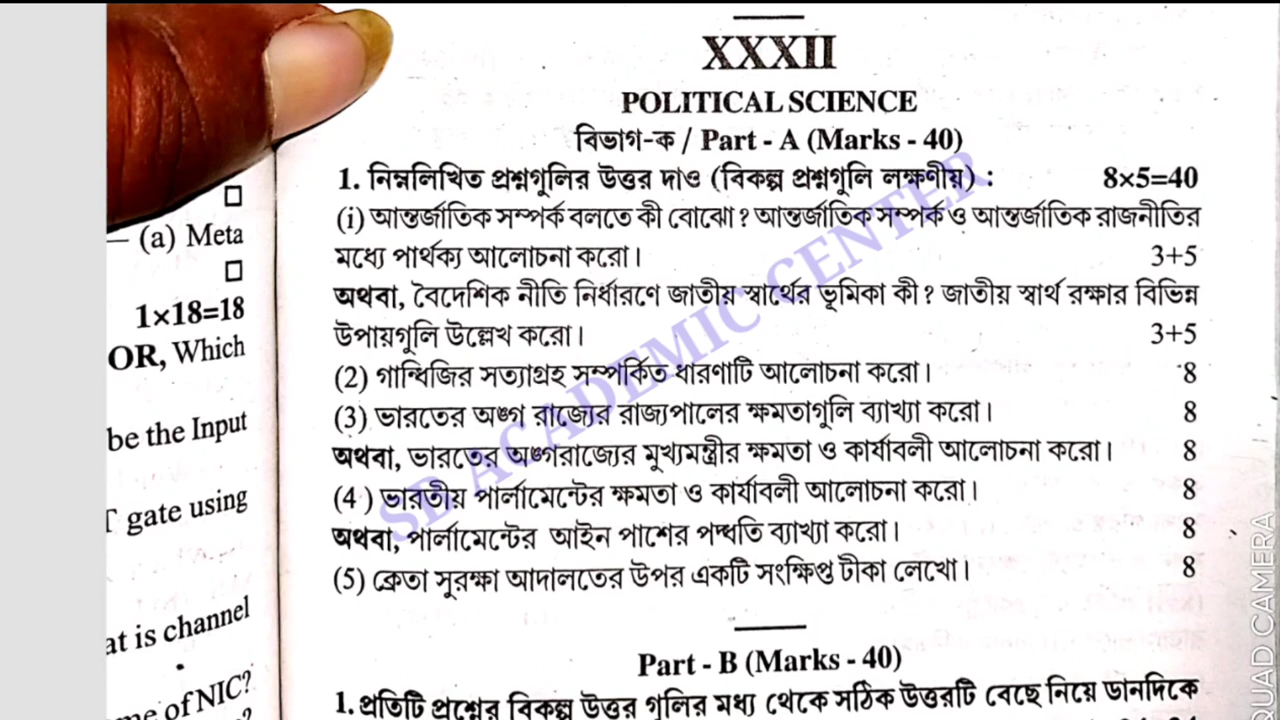 XXXII
POLITICAL SCIENCE
বিভাগ-ক / Part - A (Marks - 40)
1. নিম্নলিখিত প্রশ্নগুলির উত্তর দাও (বিকল্প প্রশ্নগুলি লক্ষণীয়) : 8×5=40
(i) আন্তর্জাতিক সম্পর্ক বলতে কী বোঝো? আন্তর্জাতিক সম্পর্ক ও আন্তর্জাতিক রাজনীতির
মধ্যে পার্থক্য আলোচনা করো। 3+5
অথবা, বৈদেশিক নীতি নির্ধারণে জাতীয় স্বার্থের ভূমিকা কী? জাতীয় স্বার্থ রক্ষার বিভিন্ন
উপায়গুলি উল্লেখ করো। 3+5
(2) গান্ধিজির সত্যাগ্রহ সম্পর্কিত ধারণাটি আলোচনা করো। 8
(3) ভারতের অঙ্গ রাজ্যের রাজ্যপালের ক্ষমতাগুলি ব্যাখ্যা করো। 8
অথবা, ভারতের অঙ্গরাজ্যের মুখ্যমন্ত্রীর ক্ষমতা ও কার্যাবলী আলোচনা করো। 8
(4 ) ভারতীয় পার্লামেন্টের ক্ষমতা ও কার্যাবলী আলোচনা করো। 8
অথবা, পার্লামেন্টের আইন পাশের পদ্ধতি ব্যাখ্যা করো। 8
(5) ক্রেতা সুরক্ষা আদালতের উপর একটি সংক্ষিপ্ত টীকা লেখো। 8
Part - B (Marks - 40)
1. প্রতিটি প্রশ্নের বিকল্প উত্তর গুলির মধ্য থেকে সঠিক উত্তরটি বেছে নিয়ে ডানদিকে
— (a) Meta
1×18=18
OR, Which
be the Input
gate using
at is channel
me of NIC?
SB ACADEMIC CENTER
QUAD CAMERA